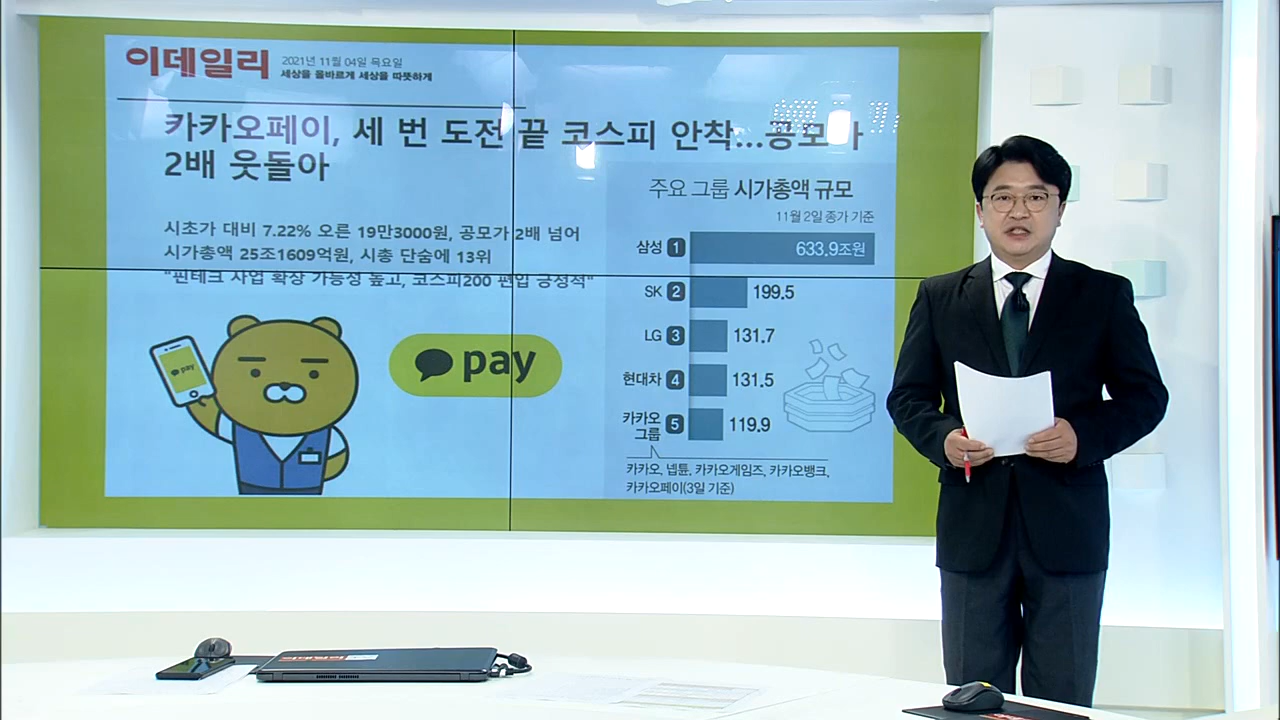 이데일리
2021년 11월 04일 목요일
세상을 올바르게 세상을 따뜻하게
카카오페이, 세 번 도전 끝 코스피 안착...공모가
2배 웃돌아
시초가 대비 7.22% 오른 19만3000원, 공모가 2배 넘어
시가총액 25조1609억원, 시총 단숨에 13위
"핀테크 사업 확장 가능성 높고, 코스피200 편입 긍정적"
pay
pay
주요 그룹 시가총액 규모
11월 2일 종가 기준
삼성 1 633.9조원
SK 2 199.5
LG 3 131.7
현대차 4 131.5
카카오
그룹 5 119.9
카카오, 넵튠, 카카오게임즈, 카카오뱅크,
카카오페이(3일 기준)